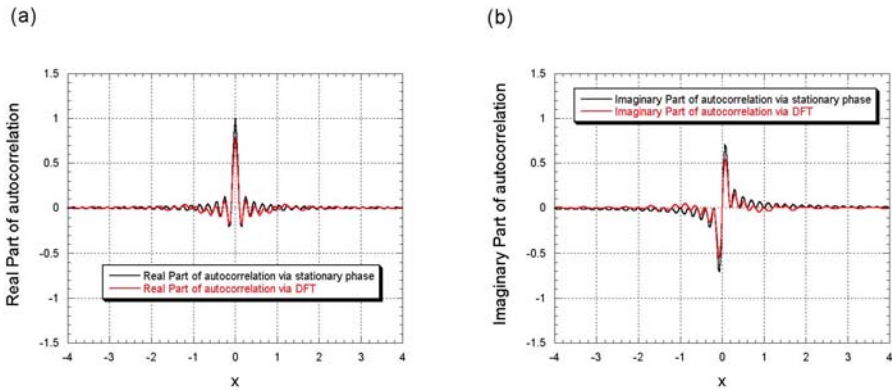 (a)
Real Part of autocorrelation
1.5
1
0.5
0
-0.5
-1
-1.5
Real Part of autocorrelation via stationary phase
Real Part of autocorrelation via DFT
-4 -3 -2 -1 0 1 2 3 4
x
(b)
Imaginary Part of autocorrelation
1.5
1
0.5
0
-0.5
-1
-1.5
Imaginary Part of autocorrelation via stationary phase
Imaginary Part of autocorrelation via DFT
-4 -3 -2 -1 0 1 2 3 4
x